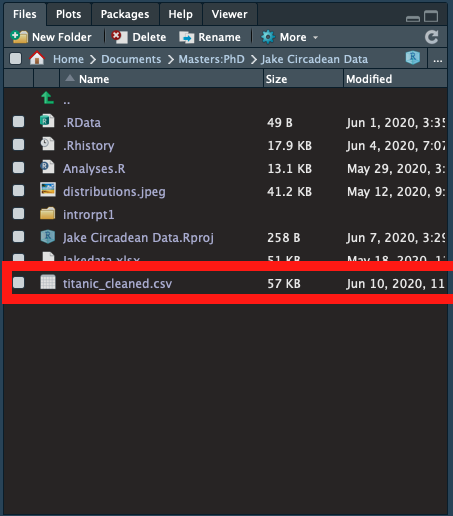 Files Plots Packages Help Viewer
New Folder Delete Rename More
Home Documents Masters:PhD Jake Circadean Data ...
Name Size Modified
..
.RData 49 B Jun 1, 2020, 3:35
.Rhistory 17.9 KB Jun 4, 2020, 7:07
Analyses.R 13.1 KB May 29, 2020, 3:
distributions.jpeg 41.2 KB May 12, 2020, 9:
introrpt1
Jake Circadean Data.Rproj 258 B Jun 7, 2020, 3:29
Jakedata.xlsx 51 KB May 18, 2020, 11
titanic_cleaned.csv 57 KB Jun 10, 2020, 11